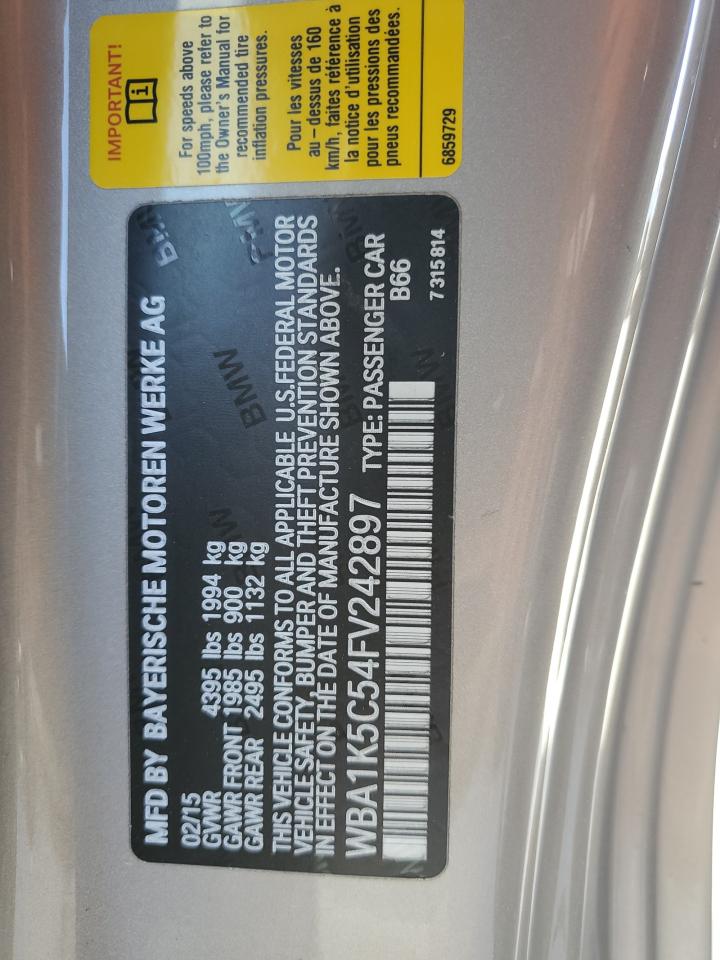 MFD BY BAYERISCHE MOTOREN WERKE AG
02/15
GVWR 4395 lbs 1994 kg
GAWR FRONT 1985 lbs 900 kg
GAWR REAR 2495 lbs 1132 kg
THIS VEHICLE CONFORMS TO ALL APPLICABLE U.S.FEDERAL MOTOR
VEHICLE SAFETY, BUMPER AND THEFT PREVENTION STANDARDS
IN EFFECT ON THE DATE OF MANUFACTURE SHOWN ABOVE.
WBA1K5C54FV242897 TYPE: PASSENGER CAR
B66
7 315 814
BMW
BMW
IMPORTANT!
i
For speeds above
100mph, please refer to
the Owner's Manual for
recommended tire
inflation pressures.
Pour les vitesses
au – dessus de 160
km/h, faites référence à
la notice d'utilisation
pour les pressions des
pneus recommandées.
6859729